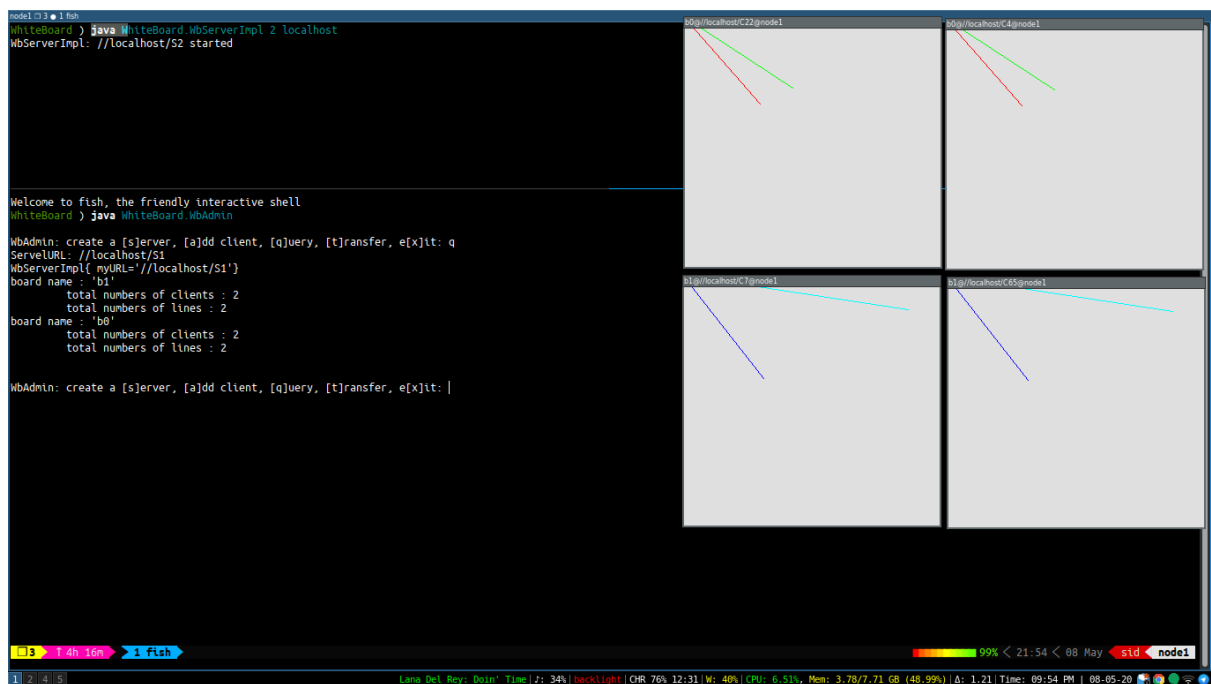 node1 ❐ 3 ● 1 fish
WhiteBoard ) java WhiteBoard.WbServerImpl 2 localhost
WbServerImpl: //localhost/S2 started
b0@//localhost/C22@node1
b0@//localhost/C4@node1
Welcome to fish, the friendly interactive shell
WhiteBoard ) java WhiteBoard.WbAdmin
WbAdmin: create a [s]erver, [a]dd client, [q]uery, [t]ransfer, e[x]it: q
ServelURL: //localhost/S1
WbServerImpl{ myURL='//localhost/S1'}
board name : 'b1'
total numbers of clients : 2
total numbers of lines : 2
board name : 'b0'
total numbers of clients : 2
total numbers of lines : 2
b1@//localhost/C7@node1
b1@//localhost/C65@node1
WbAdmin: create a [s]erver, [a]dd client, [q]uery, [t]ransfer, e[x]it:
❐ 3 ↑ 4h 16m 1 fish 99% < 21:54 < 08 May sid node1
1 2 4 5 Lana Del Rey: Doin' Time|♪: 34%|backlight|CHR 76% 12:31|W: 40%|CPU: 6.51%, Mem: 3.78/7.71 GB (48.99%)|Δ: 1.21|Time: 09:54 PM | 08-05-20